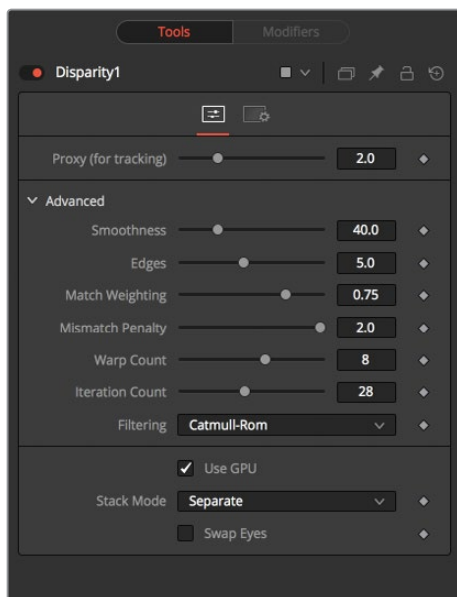 Tools Modifiers
Disparity1
Proxy (for tracking) 2.0
Advanced
Smoothness 40.0
Edges 5.0
Match Weighting 0.75
Mismatch Penalty 2.0
Warp Count 8
Iteration Count 28
Filtering Catmull-Rom
Use GPU
Stack Mode Separate
Swap Eyes